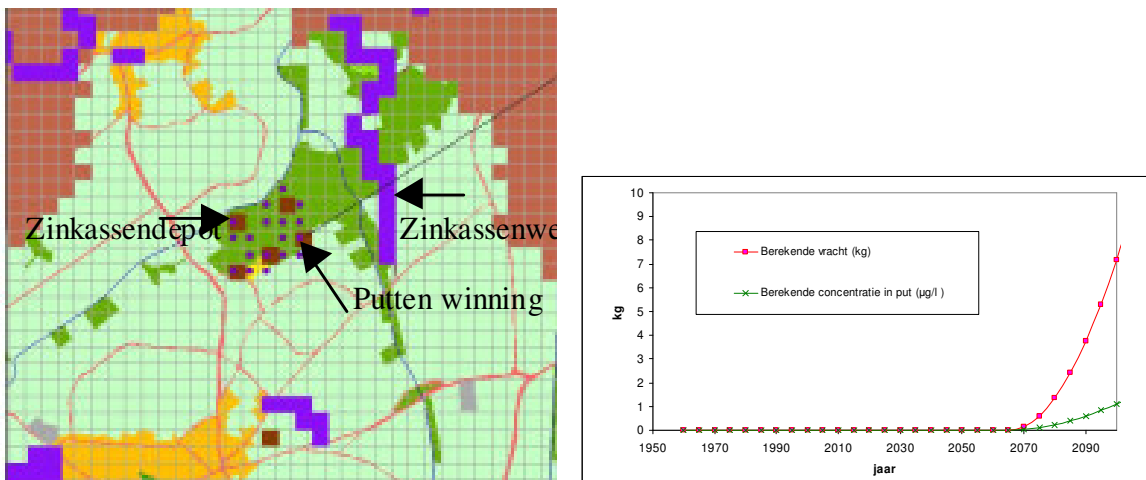 Zinkassendepot
Zinkassenwe
Putten winning
10
9
8
7
6
5
4
3
2
1
0
kg
Berekende vracht (kg)
Berekende concentratie in put (µg/l )
1950 1970 1990 2010 2030 2050 2070 2090
jaar